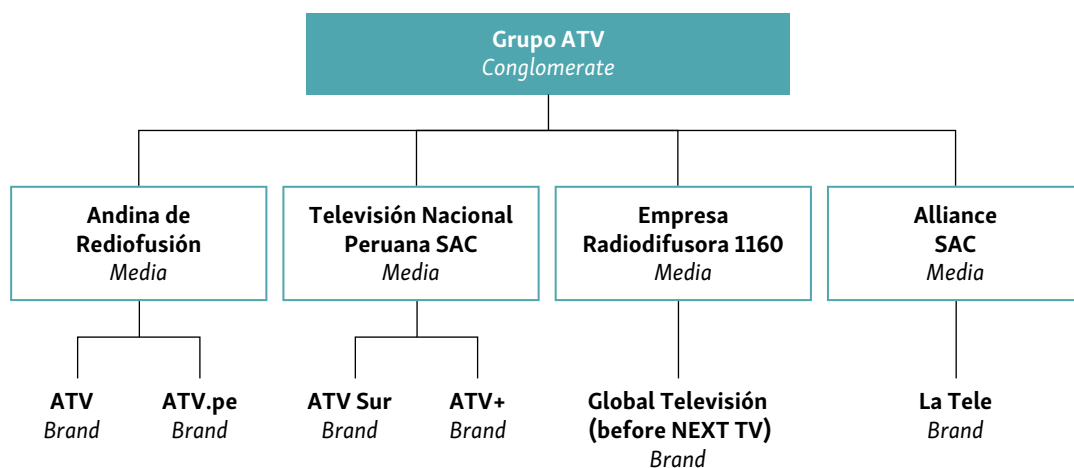 Grupo ATV
Conglomerate
Andina de
Rediofusión
Media
Televisión Nacional
Peruana SAC
Media
Empresa
Radiodifusora 1160
Media
Alliance
SAC
Media
ATV
Brand
ATV.pe
Brand
ATV Sur
Brand
ATV+
Brand
Global Televisión
(before NEXT TV)
Brand
La Tele
Brand